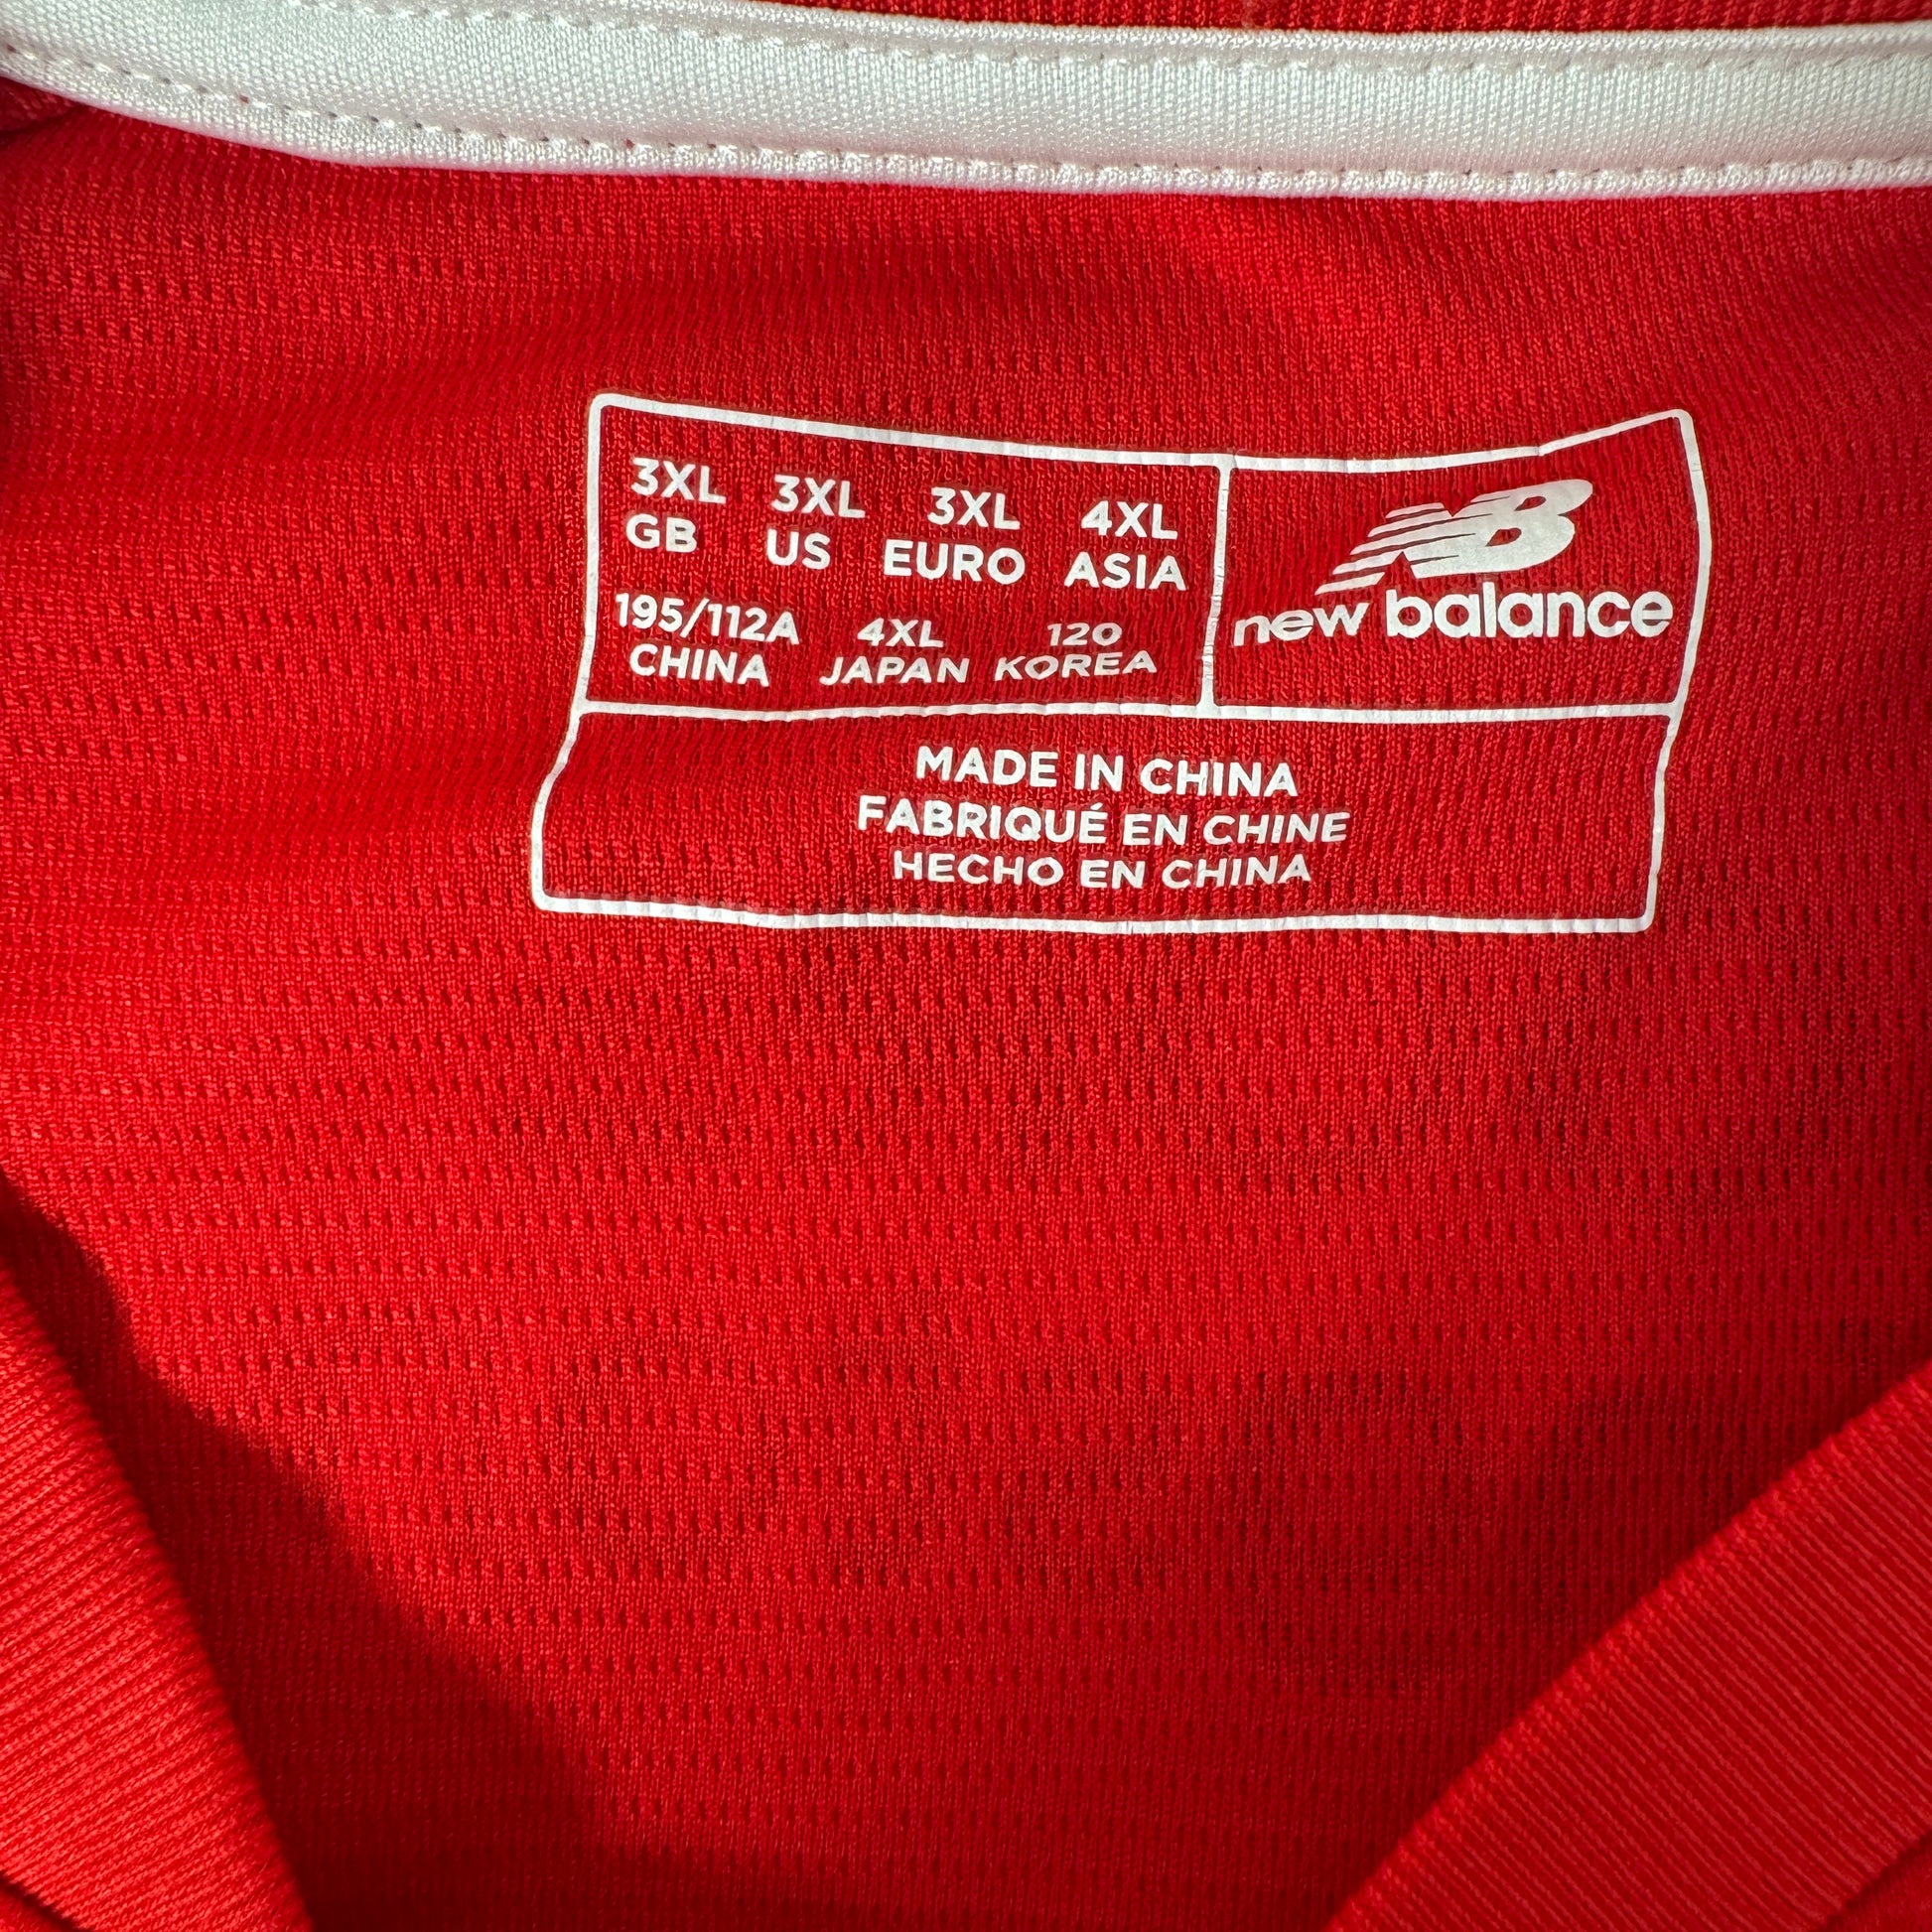 3XL 3XL 3XL 4XL
GB US EURO ASIA
195/112A 4XL 120
CHINA JAPAN KOREA
NB
new balance
MADE IN CHINA
FABRIQUÉ EN CHINE
HECHO EN CHINA